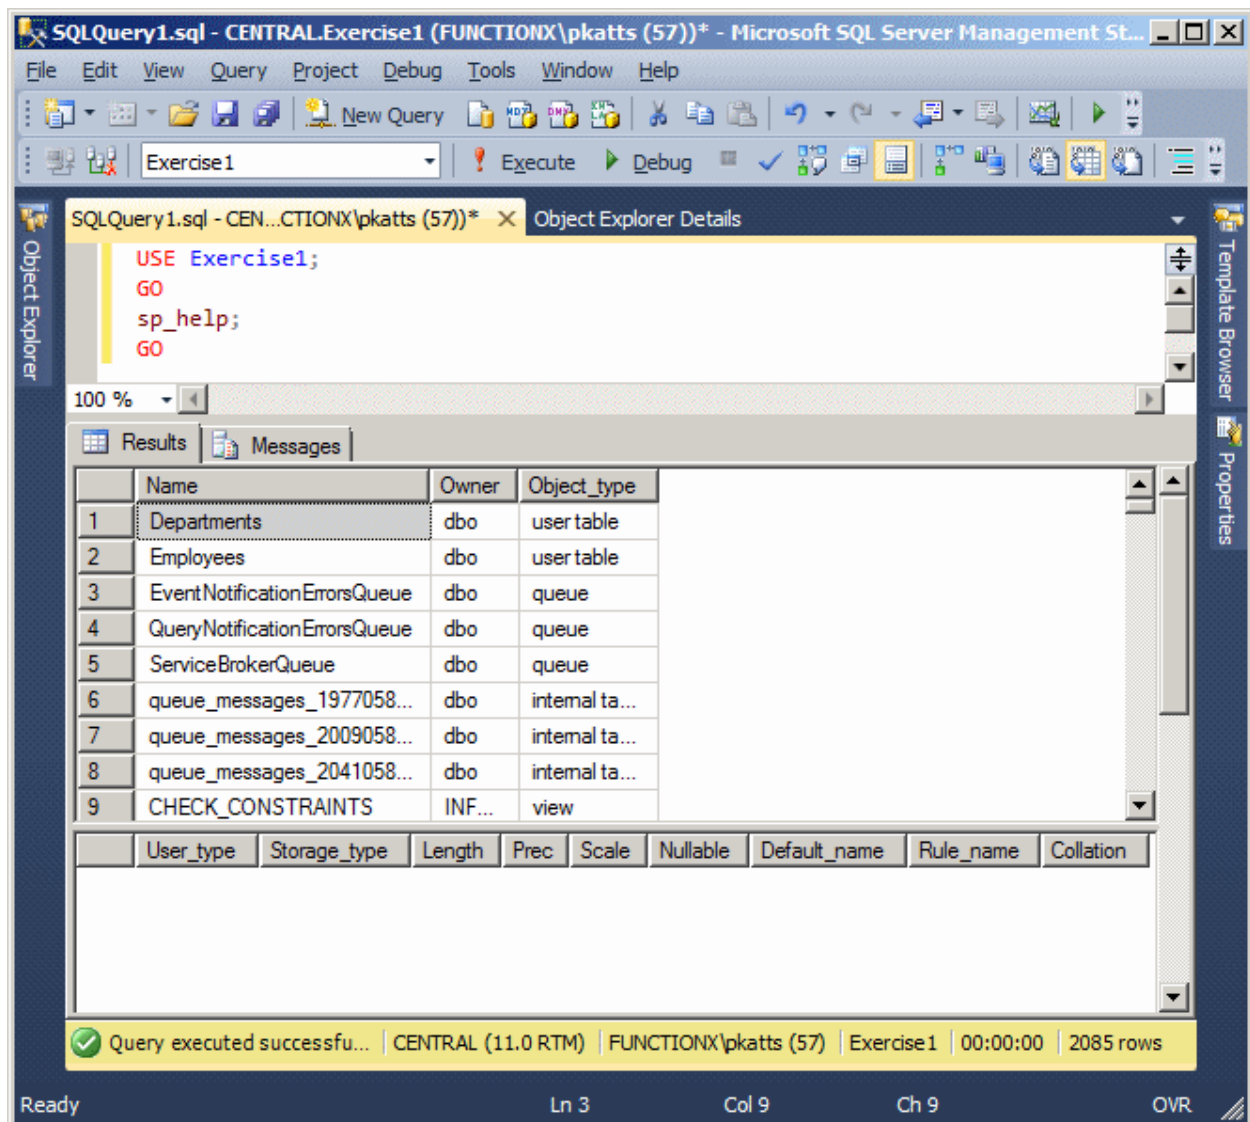 SQLQuery1.sql - CENTRAL.Exercise1 (FUNCTIONX\pkatts (57))* - Microsoft SQL Server Management St...
File Edit View Query Project Debug Tools Window Help
New Query
Exercise1 Execute Debug
SQLQuery1.sql - CEN...CTIONX\pkatts (57))* Object Explorer Details
Object Explorer
Template Browser
Properties
USE Exercise1;
GO
sp_help;
GO
100 %
Results Messages
Name Owner Object_type
1 Departments dbo user table
2 Employees dbo user table
3 EventNotificationErrorsQueue dbo queue
4 QueryNotificationErrorsQueue dbo queue
5 ServiceBrokerQueue dbo queue
6 queue_messages_1977058... dbo internal ta...
7 queue_messages_2009058... dbo internal ta...
8 queue_messages_2041058... dbo internal ta...
9 CHECK_CONSTRAINTS INF... view
User_type Storage_type Length Prec Scale Nullable Default_name Rule_name Collation
Query executed successfu... CENTRAL (11.0 RTM) FUNCTIONX\pkatts (57) Exercise1 00:00:00 2085 rows
Ready Ln 3 Col 9 Ch 9 OVR